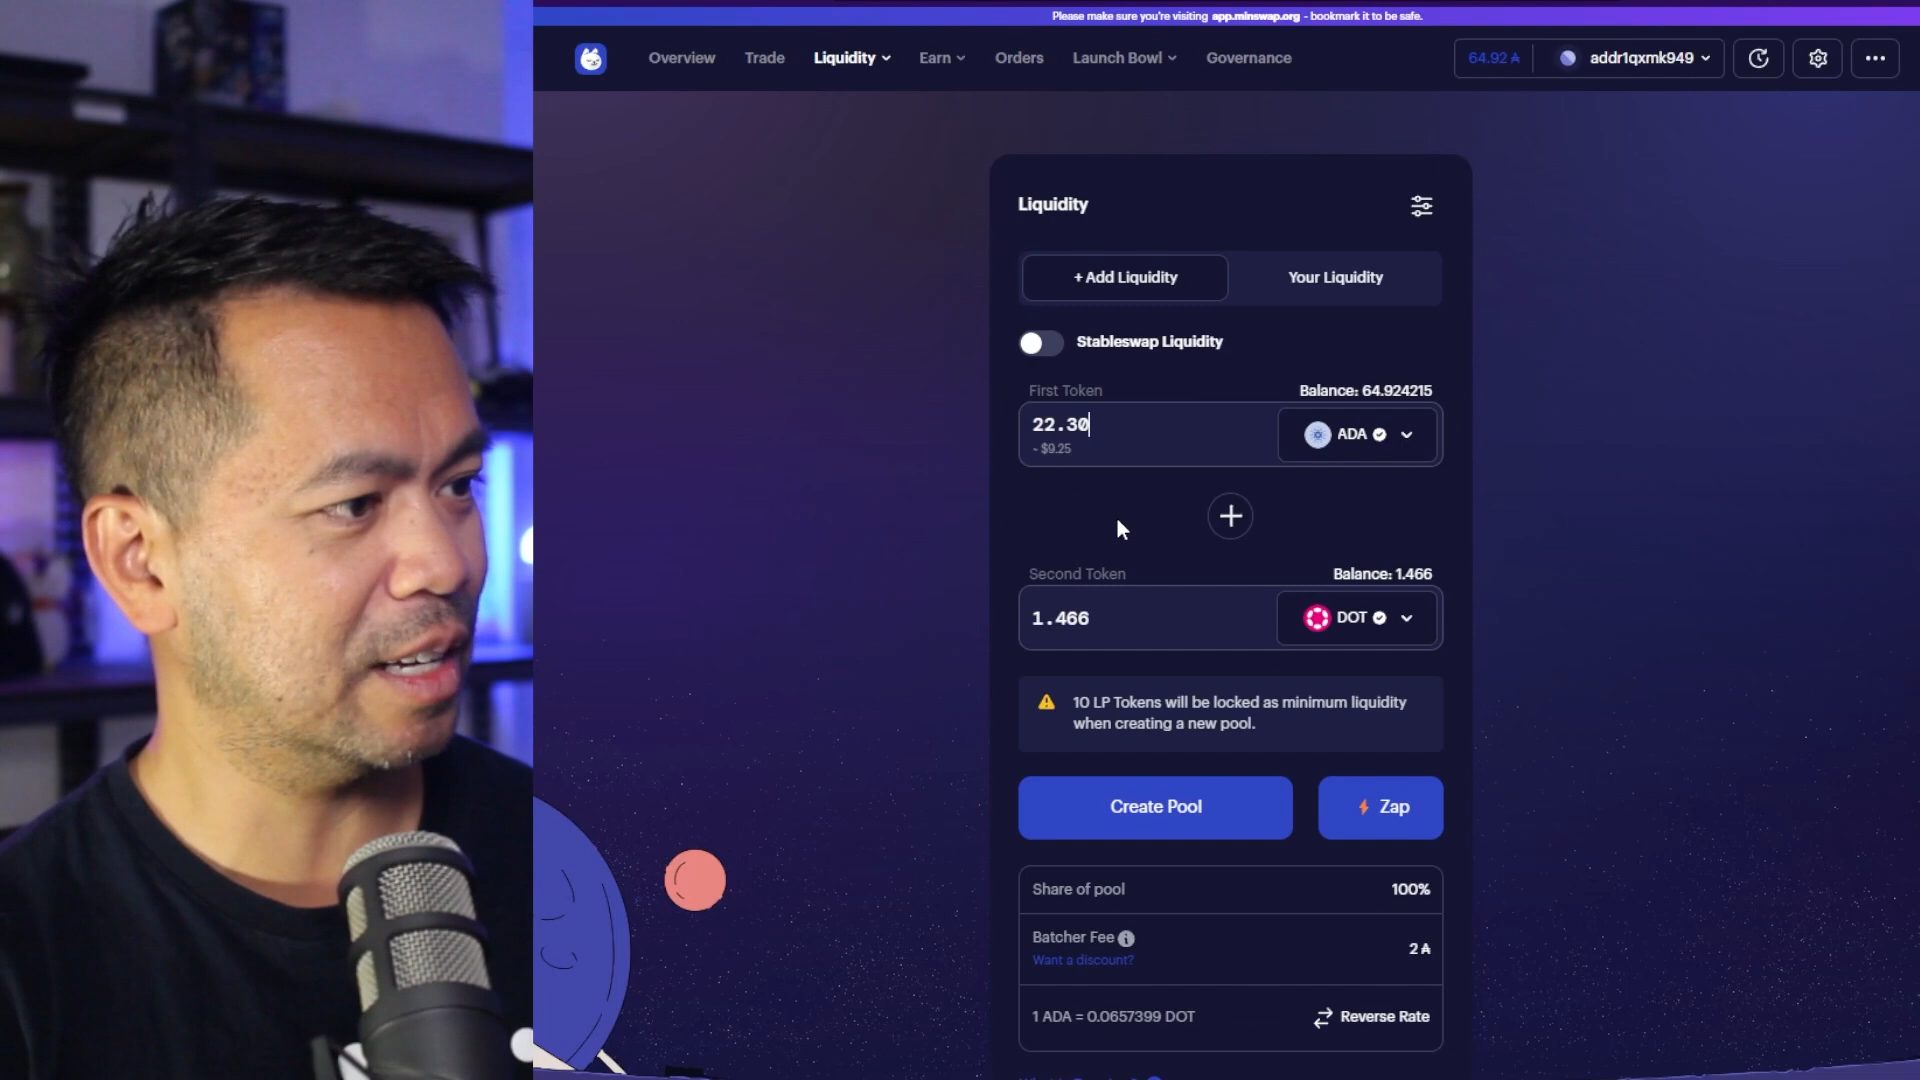 Please make sure you're visiting app.minswap.org - bookmark it to be safe.
Overview Trade Liquidity Earn Orders Launch Bowl Governance 64.92 ₳ addr1qxmk949
Liquidity
+ Add Liquidity Your Liquidity
Stableswap Liquidity
First Token Balance: 64.924215
22.30 ADA
~ $9.25
Second Token Balance: 1.466
1.466 DOT
10 LP Tokens will be locked as minimum liquidity
when creating a new pool.
Create Pool Zap
Share of pool 100%
Batcher Fee 2 ₳
Want a discount?
1 ADA = 0.0657399 DOT Reverse Rate